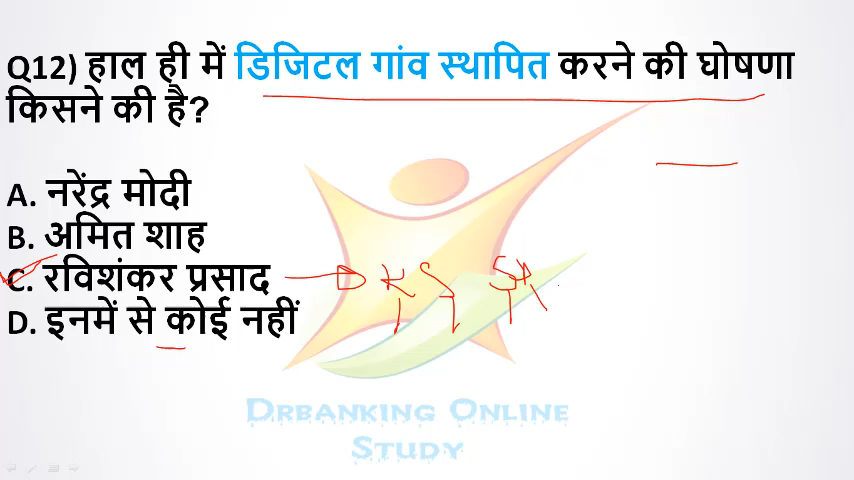 Q12) हाल ही में डिजिटल गांव स्थापित करने की घोषणा
किसने की है?
A. नरेंद्र मोदी
B. अमित शाह
C. रविशंकर प्रसाद
D. इनमें से कोई नहीं
DRBANKING ONLINE
STUDY